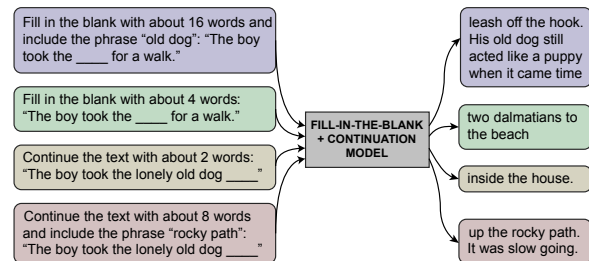 Fill in the blank with about 16 words and
include the phrase “old dog”: “The boy
took the ____ for a walk.”
Fill in the blank with about 4 words:
“The boy took the ____ for a walk.”
Continue the text with about 2 words:
“The boy took the lonely old dog ____”
Continue the text with about 8 words
and include the phrase “rocky path”:
“The boy took the lonely old dog ____”
FILL-IN-THE-BLANK
+ CONTINUATION
MODEL
leash off the hook.
His old dog still
acted like a puppy
when it came time
two dalmatians to
the beach
inside the house.
up the rocky path.
It was slow going.